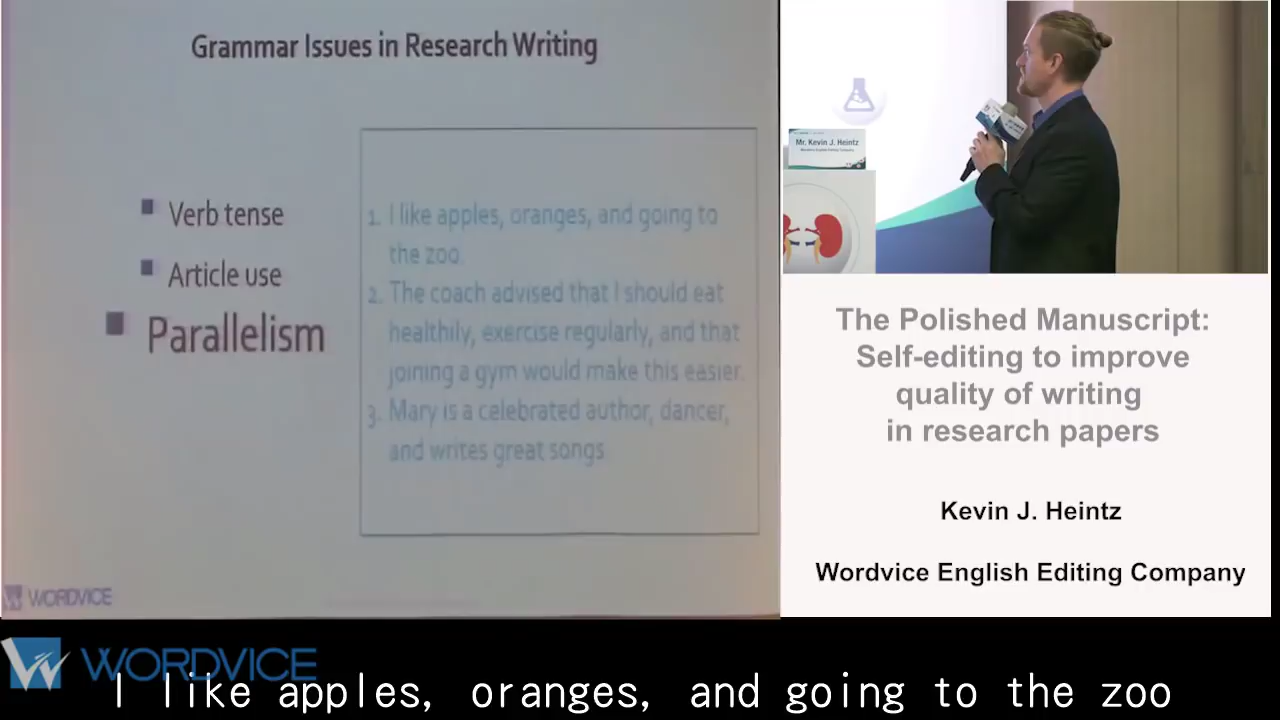 Grammar Issues in Research Writing
Verb tense
Article use
Parallelism
1. I like apples, oranges, and going to
the zoo.
2. The coach advised that I should eat
healthily, exercise regularly, and that
joining a gym would make this easier.
3. Mary is a celebrated author, dancer,
and writes great songs
WORDVICE
Mr. Kevin J. Heintz
Wordvice English Editing Company
The Polished Manuscript:
Self-editing to improve
quality of writing
in research papers
Kevin J. Heintz
Wordvice English Editing Company
WORDVICE
I like apples, oranges, and going to the zoo